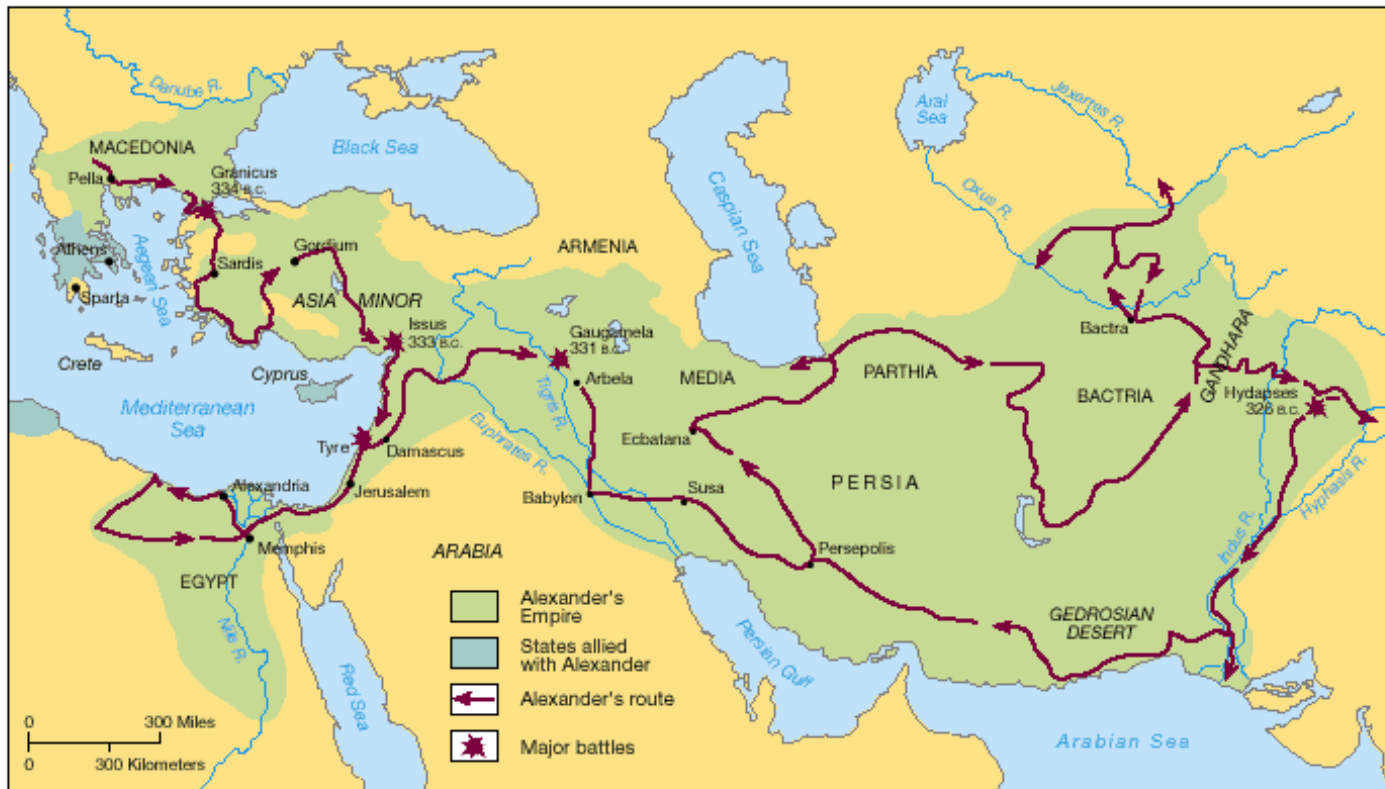 Danube R.
MACEDONIA
Pella
Granicus
334 B.C.
Black Sea
Caspian Sea
Aral
Sea
Jaxartes R.
Oxus R.
Athens
Aegean Sea
Sparta
Sardis
Gordium
ASIA MINOR
ARMENIA
Issus
333 B.C.
Gaugamela
331 B.C.
Arbela
Tigris R.
MEDIA
PARTHIA
Bactra
BACTRIA
GANDHARA
Hydapses
326 B.C.
Crete
Cyprus
Mediterranean
Sea
Tyre
Damascus
Euphrates R.
Ecbatana
PERSIA
Hyphasis R.
Indus R.
Alexandria
Jerusalem
Babylon
Susa
Memphis
Persepolis
EGYPT
ARABIA
Nile R.
Red Sea
Persian Gulf
GEDROSIAN
DESERT
Arabian Sea
Alexander's
Empire
States allied
with Alexander
Alexander's route
Major battles
0 300 Miles
0 300 Kilometers